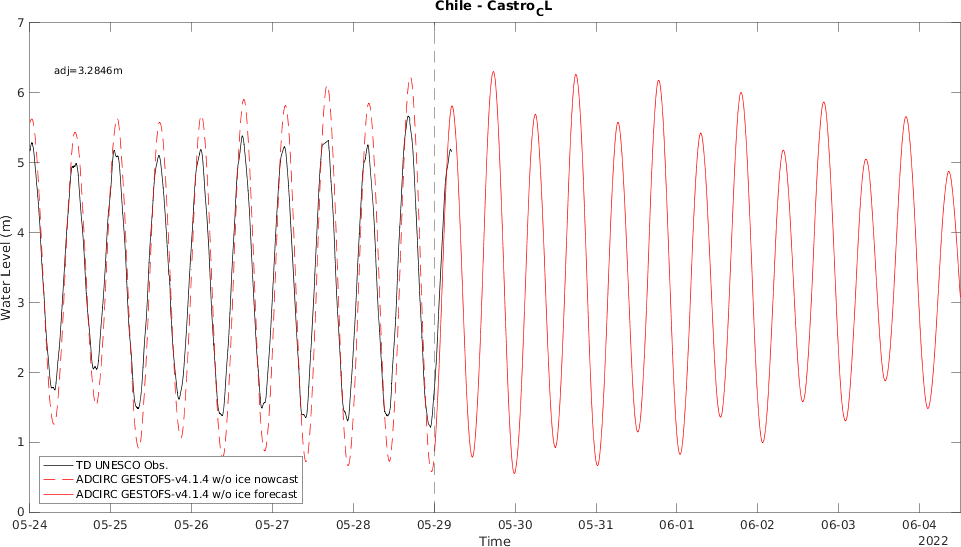 Chile - Castro_CL
7
adj=3.2846m
6
5
4
Water Level (m)
3
2
1
TD UNESCO Obs.
ADCIRC GESTOFS-v4.1.4 w/o ice nowcast
ADCIRC GESTOFS-v4.1.4 w/o ice forecast
0
05-24 05-25 05-26 05-27 05-28 05-29 05-30 05-31 06-01 06-02 06-03 06-04
Time
2022